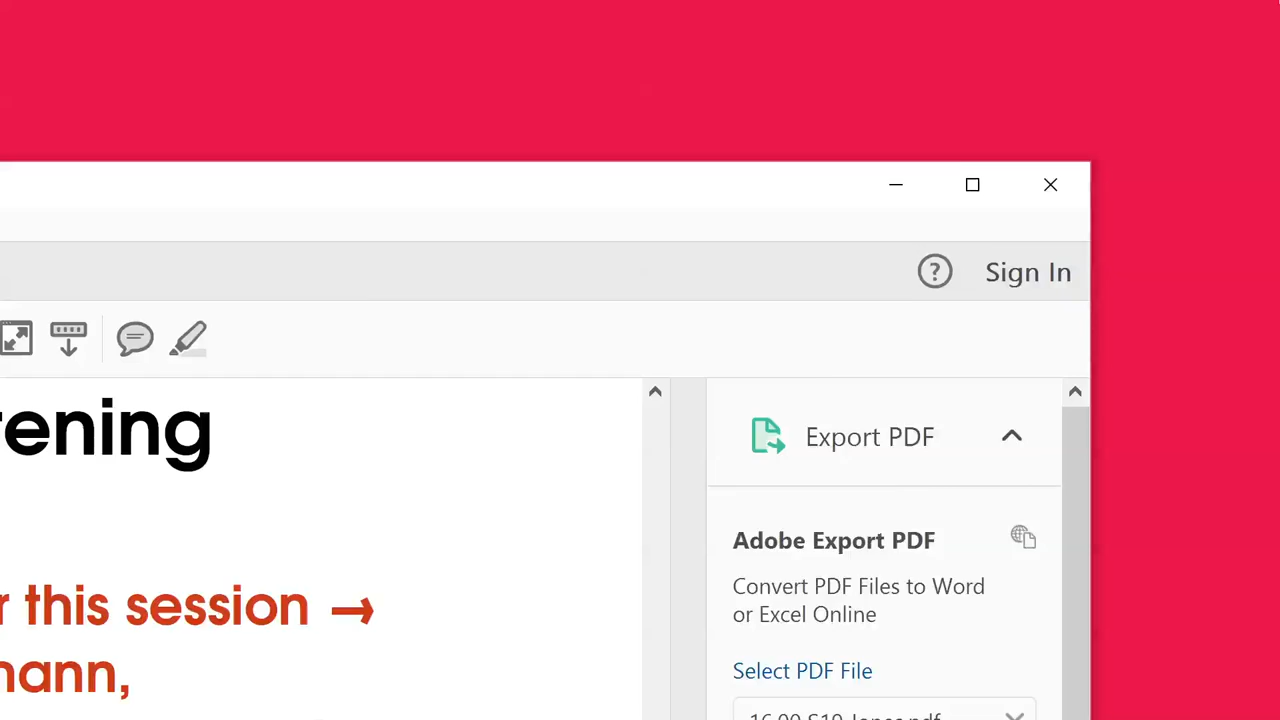 Sign In
ening
this session →
mann,
Export PDF
Adobe Export PDF
Convert PDF Files to Word
or Excel Online
Select PDF File